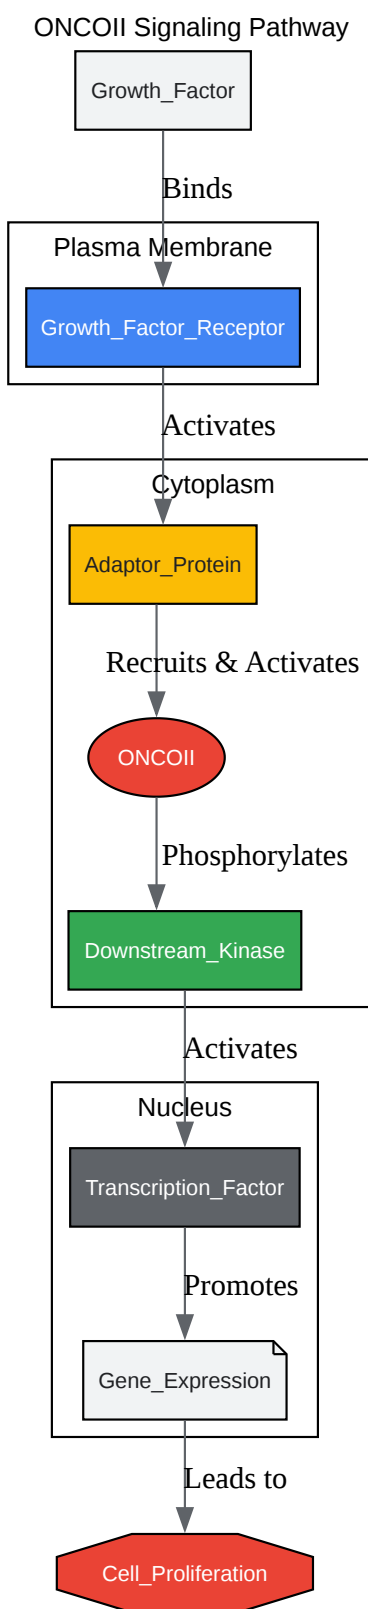 ONCOII Signaling Pathway
Growth_Factor
Binds
Plasma Membrane
Growth_Factor_Receptor
Activates
Cytoplasm
Adaptor_Protein
Recruits & Activates
ONCOII
Phosphorylates
Downstream_Kinase
Activates
Nucleus
Transcription_Factor
Promotes
Gene_Expression
Leads to
Cell_Proliferation